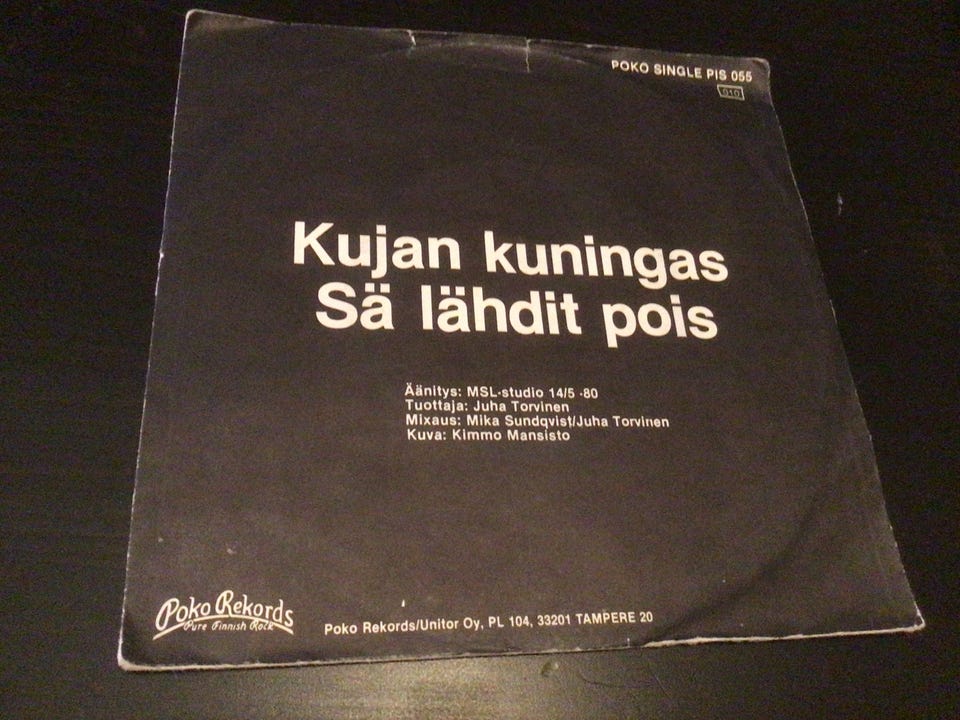 POKO SINGLE PIS 055
010
Kujan kuningas
Sä lähdit pois
Äänitys: MSL-studio 14/5 -80
Tuottaja: Juha Torvinen
Mixaus: Mika Sundqvist/Juha Torvinen
Kuva: Kimmo Mansisto
Poko Rekords
Pure Finnish Rock
Poko Rekords/Unitor Oy, PL 104, 33201 TAMPERE 20